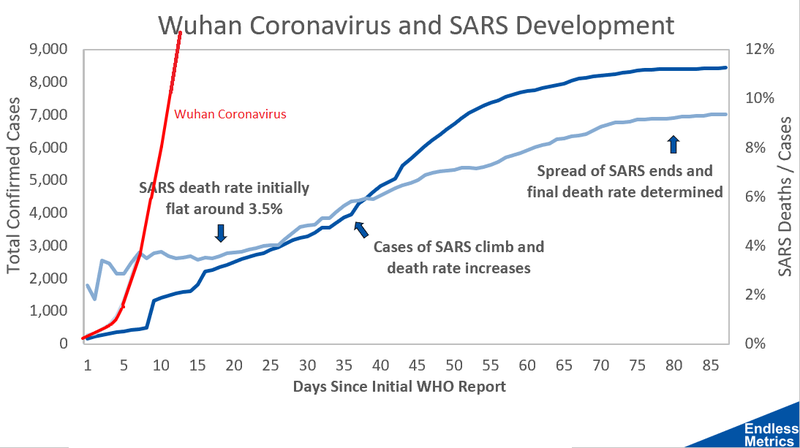 Wuhan Coronavirus and SARS Development
9,000
8,000
7,000
6,000
5,000
4,000
3,000
2,000
1,000
0
Total Confirmed Cases
12%
10%
8%
6%
4%
2%
0%
SARS Deaths / Cases
Wuhan Coronavirus
SARS death rate initially
flat around 3.5%
Cases of SARS climb and
death rate increases
Spread of SARS ends and
final death rate determined
1 5 10 15 20 25 30 35 40 45 50 55 60 65 70 75 80 85
Days Since Initial WHO Report
Endless
Metrics